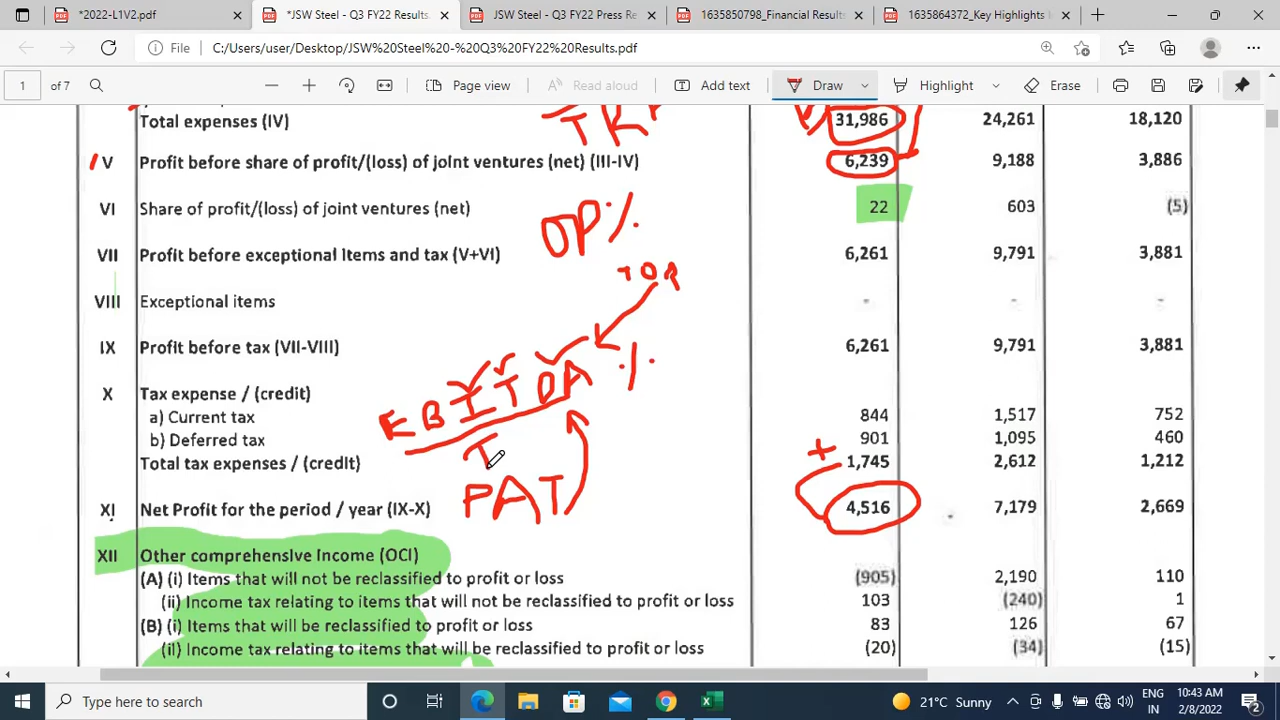 *2022-L1V2.pdf
*JSW Steel - Q3 FY22 Results.pdf
JSW Steel - Q3 FY22 Press Re
1635850798_Financial Results
1635864372_Key Highlights
File C:/Users/user/Desktop/JSW%20Steel%20-%20Q3%20FY22%20Results.pdf
1 of 7 Page view Read aloud Add text Draw Highlight Erase
Total expenses (IV) 31,986 24,261 18,120
V Profit before share of profit/(loss) of joint ventures (net) (III-IV) 6,239 9,188 3,886
VI Share of profit/(loss) of joint ventures (net) 22 603 (5)
OP%
VII Profit before exceptional items and tax (V+VI) 6,261 9,791 3,881
VIII Exceptional items - - -
IX Profit before tax (VII-VIII) 6,261 9,791 3,881
%
X Tax expense / (credit)
EBITDA
a) Current tax 844 1,517 752
b) Deferred tax 901 1,095 460
Total tax expenses / (credit) + 1,745 2,612 1,212
XI Net Profit for the period / year (IX-X) PAT 4,516 7,179 2,669
XII Other comprehensive Income (OCI)
(A) (i) Items that will not be reclassified to profit or loss (905) 2,190 110
(ii) Income tax relating to items that will not be reclassified to profit or loss 103 (240) 1
(B) (i) Items that will be reclassified to profit or loss 83 126 67
(ii) Income tax relating to items that will be reclassified to profit or loss (20) (34) (15)
Type here to search 21°C Sunny ENG IN 10:43 AM 2/8/2022 2